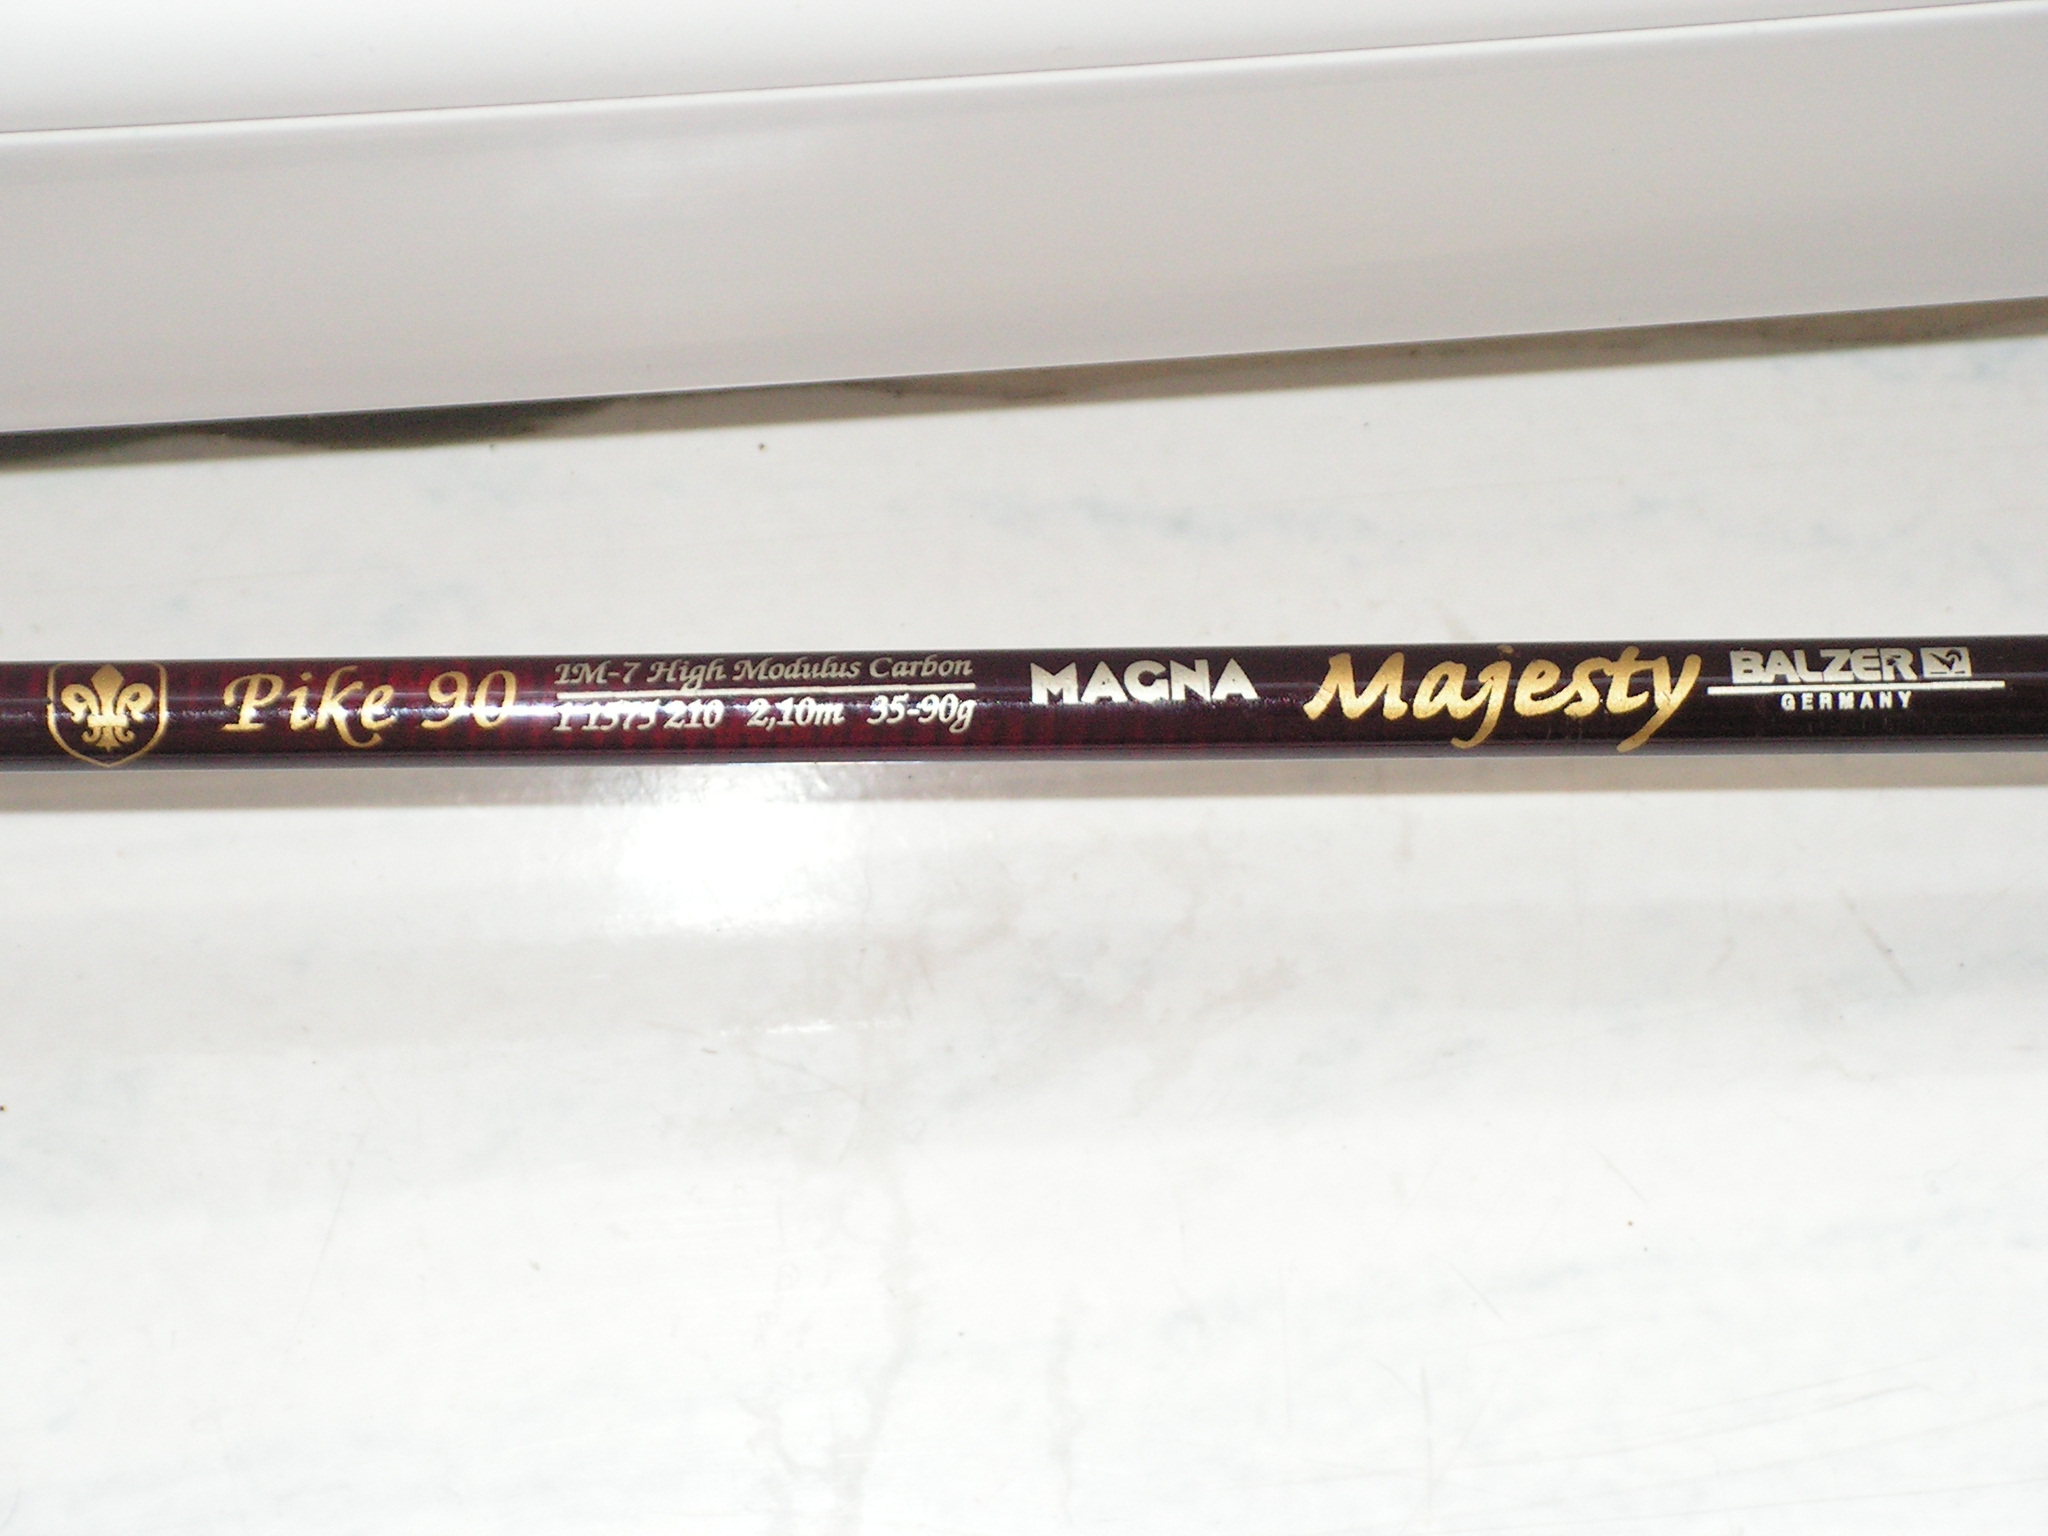 Pike 90
IM-7 High Modulus Carbon
1 1575 210 2,10m 35-90g
MAGNA Majesty
BALZER
GERMANY